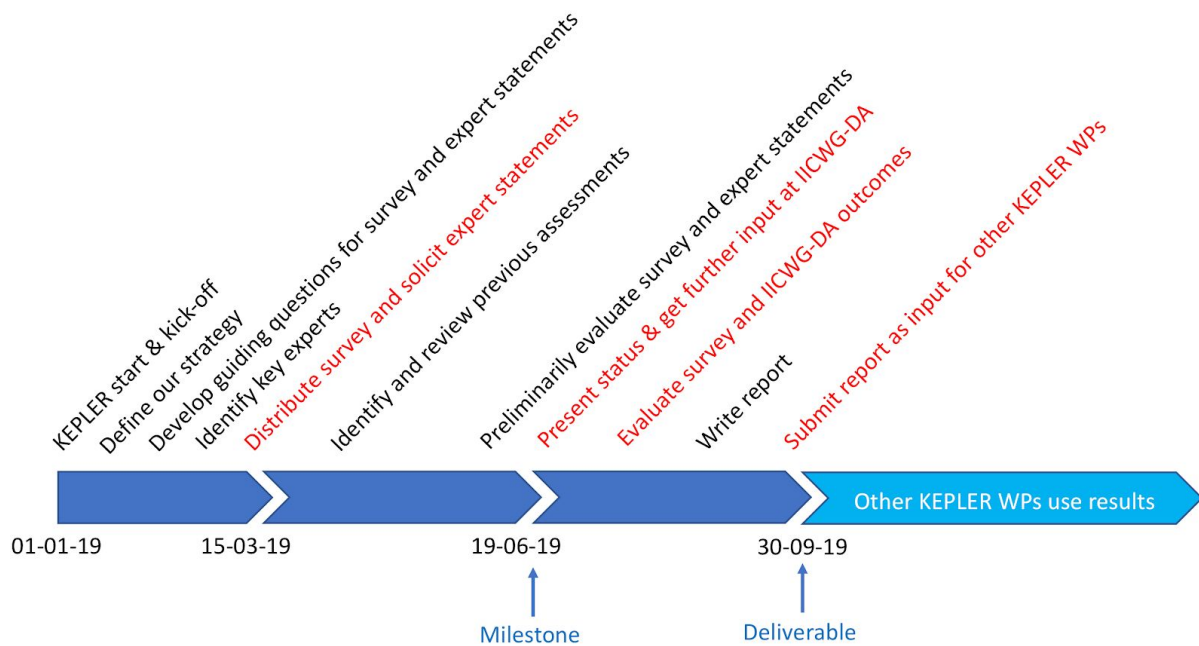 KEPLER start & kick-off
Define our strategy
Develop guiding questions for survey and expert statements
Identify key experts
Distribute survey and solicit expert statements
Identify and review previous assessments
Preliminarily evaluate survey and expert statements
Present status & get further input at IICWG-DA
Evaluate survey and IICWG-DA outcomes
Write report
Submit report as input for other KEPLER WPs
Other KEPLER WPs use results
01-01-19
15-03-19
19-06-19
30-09-19
Milestone
Deliverable